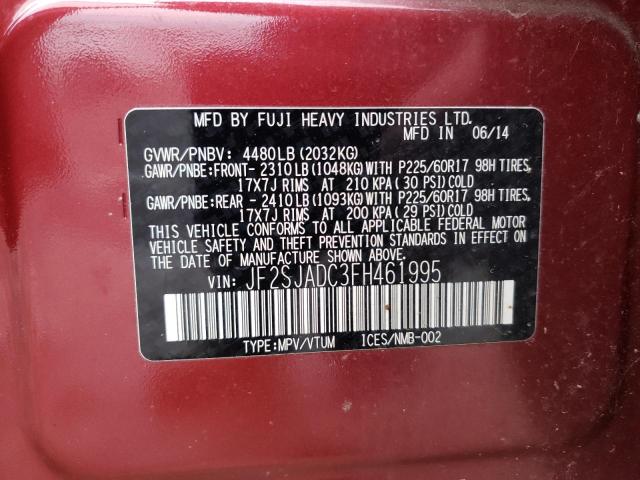 MFD BY FUJI HEAVY INDUSTRIES LTD.
MFD IN 06/14
GVWR/PNBV: 4480LB(2032KG)
GAWR/PNBE:FRONT- 2310LB(1048KG)WITH P225/60R17 98H TIRES,
17X7J RIMS AT 210 KPA(30 PSI)COLD
GAWR/PNBE:REAR - 2410LB(1093KG)WITH P225/60R17 98H TIRES,
17X7J RIMS AT 200 KPA(29 PSI)COLD
THIS VEHICLE CONFORMS TO ALL APPLICABLE FEDERAL MOTOR
VEHICLE SAFETY AND THEFT PREVENTION STANDARDS IN EFFECT ON
THE DATE OF MANUFACTURE SHOWN ABOVE.
VIN: JF2SJADC3FH461995
TYPE:MPV/VTUM ICES/NMB-002